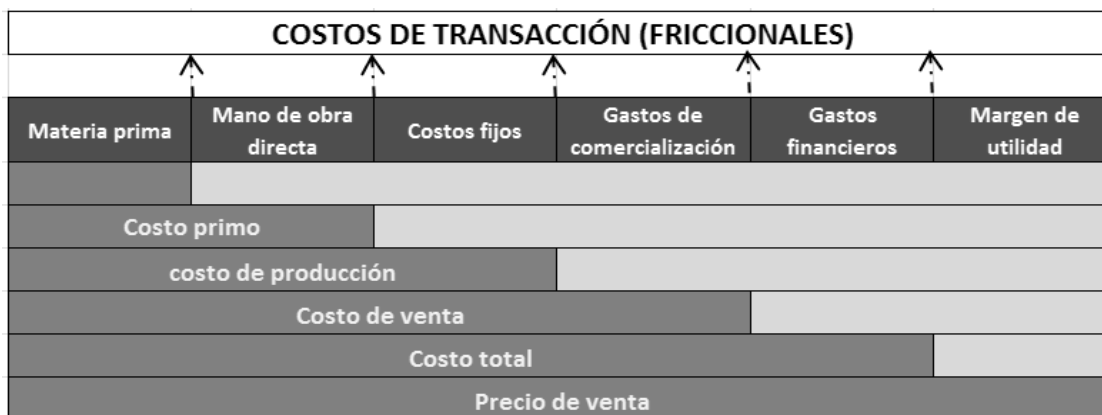 COSTOS DE TRANSACCIÓN (FRICCIONALES)
Materia prima
Mano de obra
directa
Costos fijos
Gastos de
comercialización
Gastos
financieros
Margen de
utilidad
Costo primo
costo de producción
Costo de venta
Costo total
Precio de venta